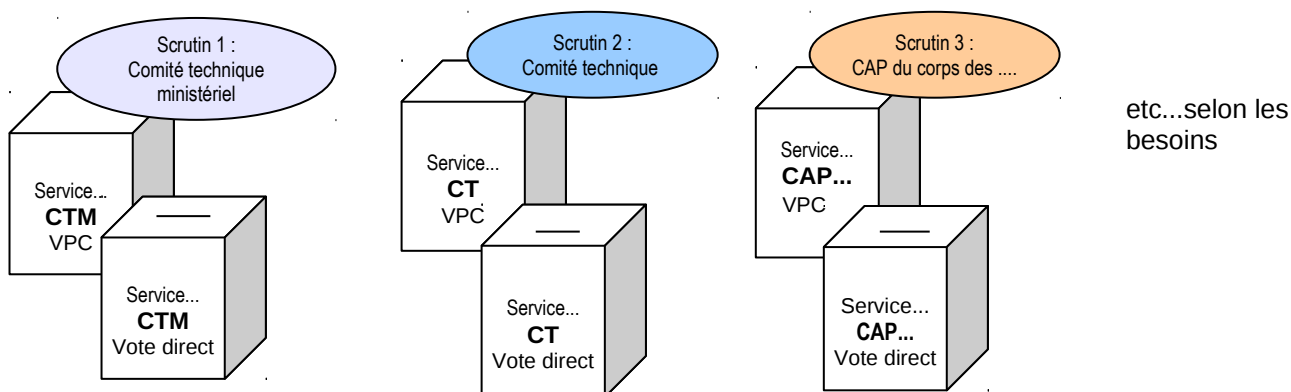 Scrutin 1 :
Comité technique
ministériel
Service...
CTM
VPC
Service...
CTM
Vote direct
Scrutin 2 :
Comité technique
Service...
CT
VPC
Service...
CT
Vote direct
Scrutin 3 :
CAP du corps des ....
Service...
CAP...
VPC
Service...
CAP...
Vote direct
etc...selon les
besoins